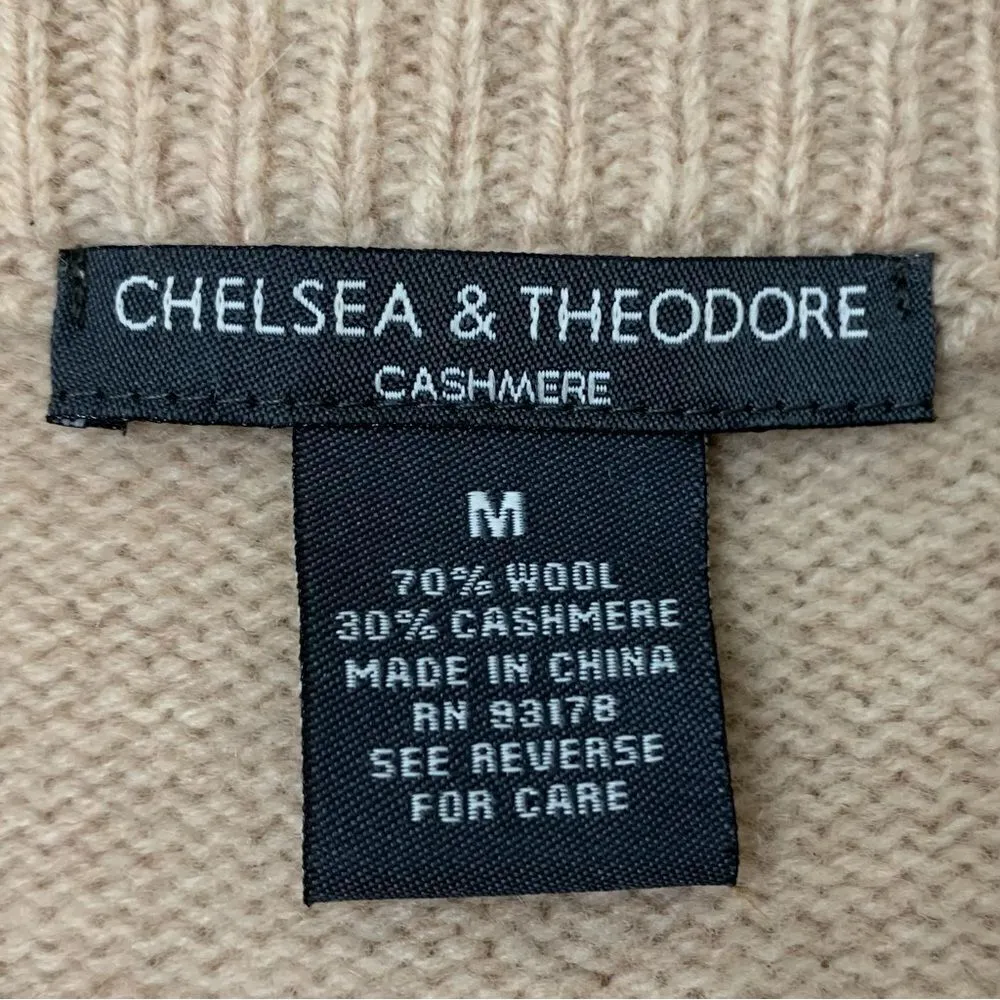 CHELSEA & THEODORE
CASHMERE
M
70% WOOL
30% CASHMERE
MADE IN CHINA
RN 93178
SEE REVERSE
FOR CARE